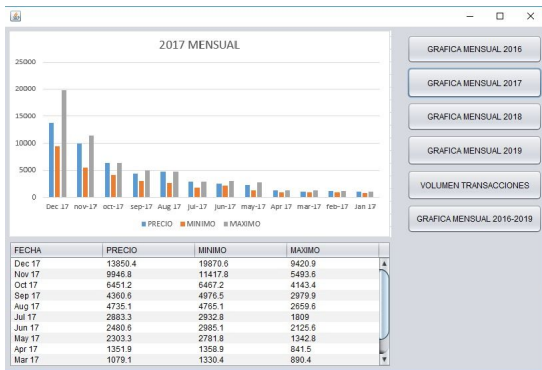 2017 MENSUAL
25000
20000
15000
10000
5000
0
Dec 17 nov-17 oct-17 sep-17 Aug 17 jul-17 jun-17 may-17 Apr 17 mar-17 feb-17 Jan 17
PRECIO MINIMO MAXIMO
FECHA PRECIO MINIMO MAXIMO
Dec 17 13850.4 19870.6 9420.9
Nov 17 9946.8 11417.8 5493.6
Oct 17 6451.2 6467.2 4143.4
Sep 17 4360.6 4976.5 2979.9
Aug 17 4735.1 4765.1 2659.6
Jul 17 2883.3 2932.8 1809
Jun 17 2480.6 2985.1 2125.6
May 17 2303.3 2781.8 1342.8
Apr 17 1351.9 1358.9 841.5
Mar 17 1079.1 1330.4 890.4
GRAFICA MENSUAL 2016
GRAFICA MENSUAL 2017
GRAFICA MENSUAL 2018
GRAFICA MENSUAL 2019
VOLUMEN TRANSACCIONES
GRAFICA MENSUAL 2016-2019